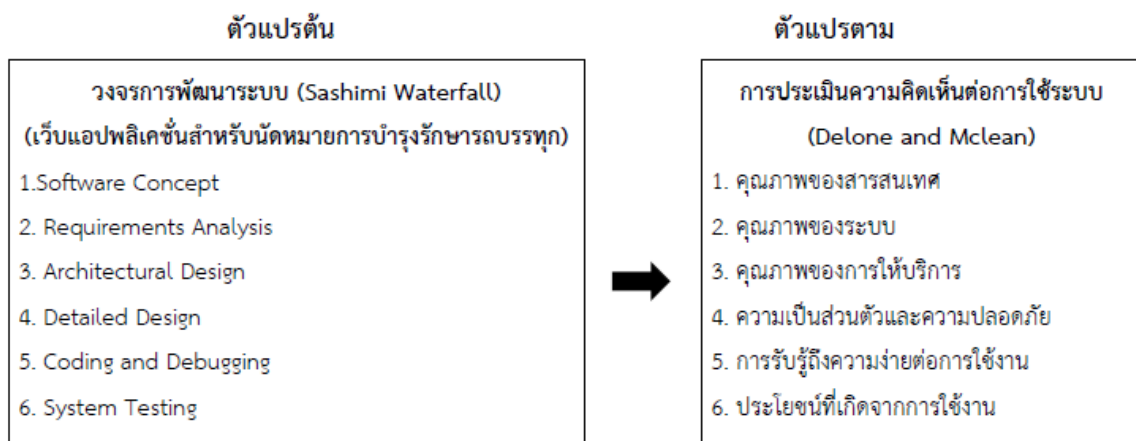 ตัวแปรต้น
วงจรการพัฒนาระบบ (Sashimi Waterfall)
(เว็บแอปพลิเคชั่นสำหรับนัดหมายการบำรุงรักษารถบรรทุก)
1.Software Concept
2. Requirements Analysis
3. Architectural Design
4. Detailed Design
5. Coding and Debugging
6. System Testing
ตัวแปรตาม
การประเมินความคิดเห็นต่อการใช้ระบบ
(Delone and Mclean)
1. คุณภาพของสารสนเทศ
2. คุณภาพของระบบ
3. คุณภาพของการให้บริการ
4. ความเป็นส่วนตัวและความปลอดภัย
5. การรับรู้ถึงความง่ายต่อการใช้งาน
6. ประโยชน์ที่เกิดจากการใช้งาน